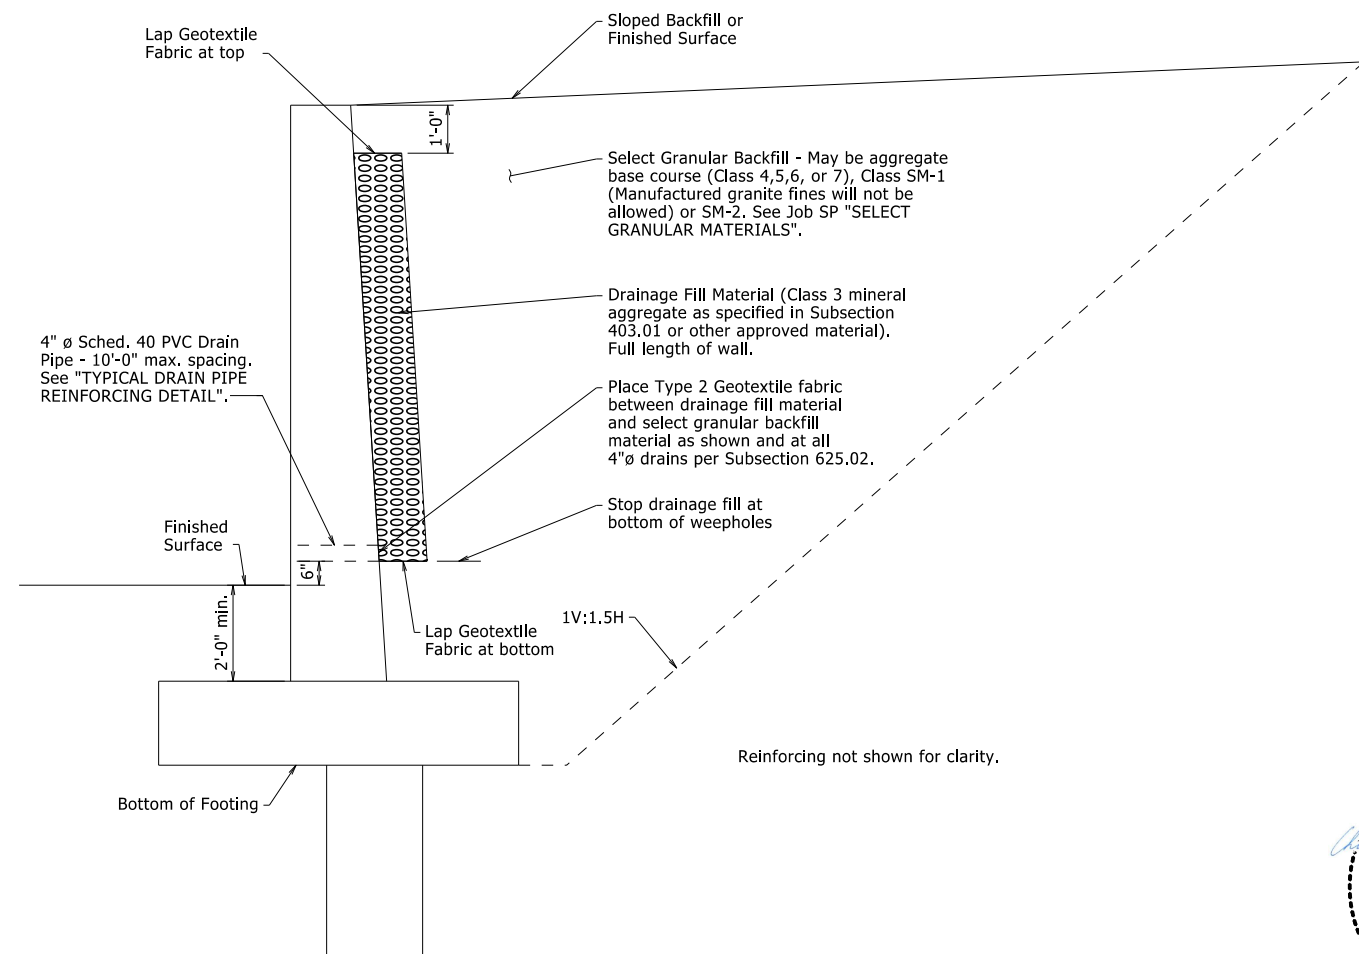 Lap Geotextile
Fabric at top
Sloped Backfill or
Finished Surface
1'-0"
Select Granular Backfill - May be aggregate
base course (Class 4,5,6, or 7), Class SM-1
(Manufactured granite fines will not be
allowed) or SM-2. See Job SP "SELECT
GRANULAR MATERIALS".
Drainage Fill Material (Class 3 mineral
aggregate as specified in Subsection
403.01 or other approved material).
Full length of wall.
4" ø Sched. 40 PVC Drain
Pipe - 10'-0" max. spacing.
See "TYPICAL DRAIN PIPE
REINFORCING DETAIL".
Place Type 2 Geotextile fabric
between drainage fill material
and select granular backfill
material as shown and at all
4"ø drains per Subsection 625.02.
Stop drainage fill at
bottom of weepholes
Finished
Surface
6"
2'-0" min.
1V:1.5H
Lap Geotextile
Fabric at bottom
Reinforcing not shown for clarity.
Bottom of Footing